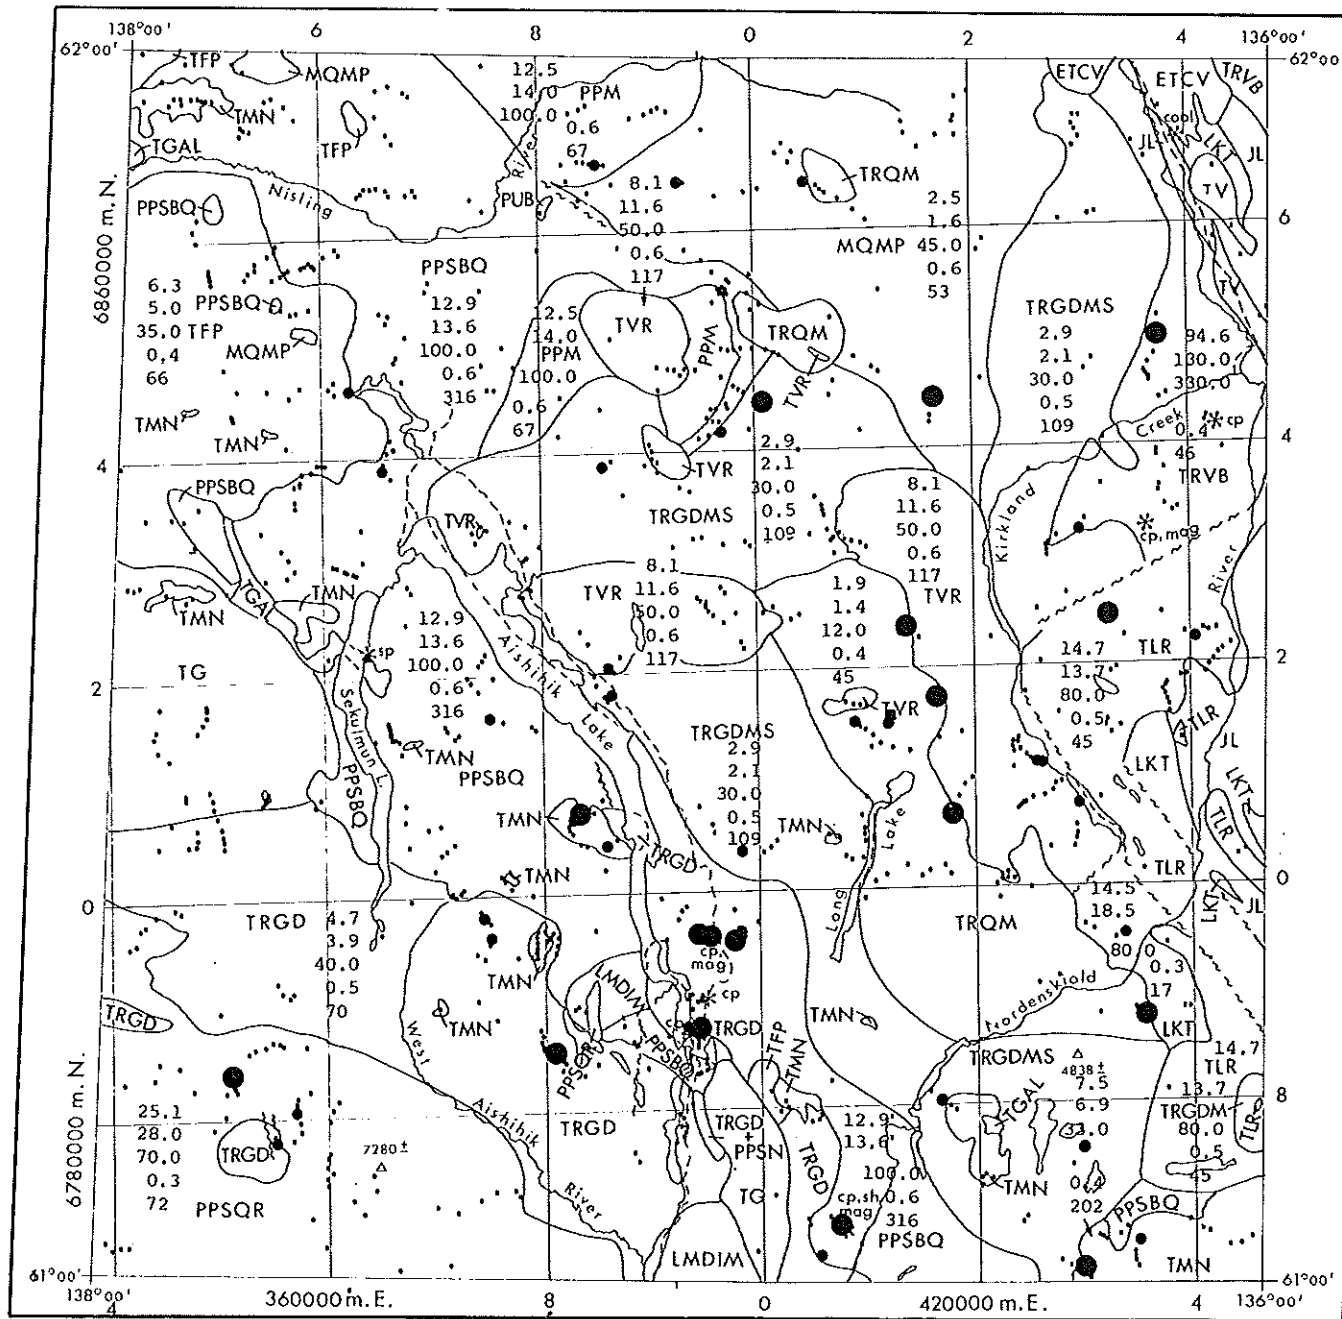 138°00'
6
8
0
2
4
136°00'
62°00'
62°00'
TFP
MQMP
TMN
TGAL
TFP
12.5
14.0
100.0
PPM
0.6
67
River
ETCV
ETCV
TRVB
coal
JL
LKT
JL
TV
TV
Nisling
PUB
PPSBQ
8.1
11.6
50.0
0.6
117
TRQM
2.5
1.6
MQMP
45.0
0.6
53
6
6860000 m. N.
6.3
5.0
35.0
0.4
66
PPSBQ
TFP
MQMP
TMN
TMN
PPSBQ
12.9
13.6
100.0
0.6
316
12.5
14.0
PPM
100.0
0.6
67
TVR
PPM
TRQM
TVR
TRGDMS
2.9
2.1
30.0
0.5
109
94.6
130.0
330.0
Creek
0.4
46
cp
TRVB
4
4
PPSBQ
TVR
TVR
2.9
2.1
30.0
0.5
109
TRGDMS
8.1
11.6
50.0
0.6
117
TVR
Kirkland
cp, mag
River
TGAL
TMN
TMN
TG
sp
12.9
13.6
100.0
0.6
316
Aishihik
Lake
TVR
8.1
11.6
50.0
0.6
117
1.9
1.4
12.0
0.4
45
TVR
14.7
13.7
80.0
0.5
45
TLR
2
2
TLR
JL
LKT
LKT
TLR
Sekulmun L.
PPSBQ
TMN
PPSBQ
TMN
TRGD
TMN
TRGDMS
2.9
2.1
30.0
0.5
109
TMN
Long
Lake
TLR
LKT
JL
0
0
TRGD
4.7
3.9
40.0
0.5
70
TRQM
14.5
18.5
80.0
0.3
17
LKT
Nordenskiold
cp,
mag
cp
cp
TMN
TMN
LMDIM
PPSBQ
PPSQR
TRGD
TFP
TMN
TMN
TRGD
West
Aishihik
River
TRGDMS
4838±
7.5
6.9
33.0
0.4
202
TGAL
14.7
TLR
13.7
TRGDM
80.0
0.5
45
TLR
8
6780000 m. N.
25.1
28.0
70.0
0.3
72
TRGD
PPSQR
7280±
TRGD
TRGD
+
PPSN
TG
TRGD
12.9
13.6
100.0
0.6
316
cp, sh
mag
PPSBQ
TMN
PPSBQ
TMN
LMDIM
61°00'
61°00'
138°00'
4
360000 m. E.
8
0
420000 m. E.
4
136°00'